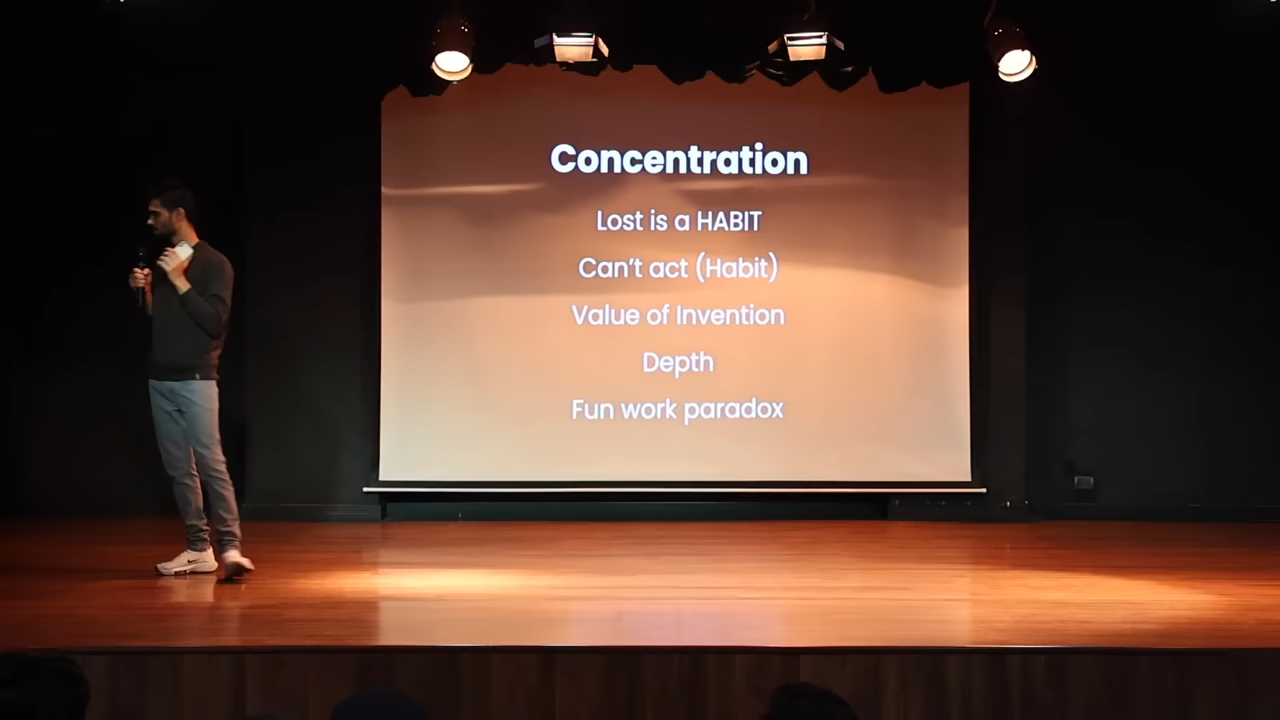 Concentration
Lost is a HABIT
Can't act (Habit)
Value of Invention
Depth
Fun work paradox